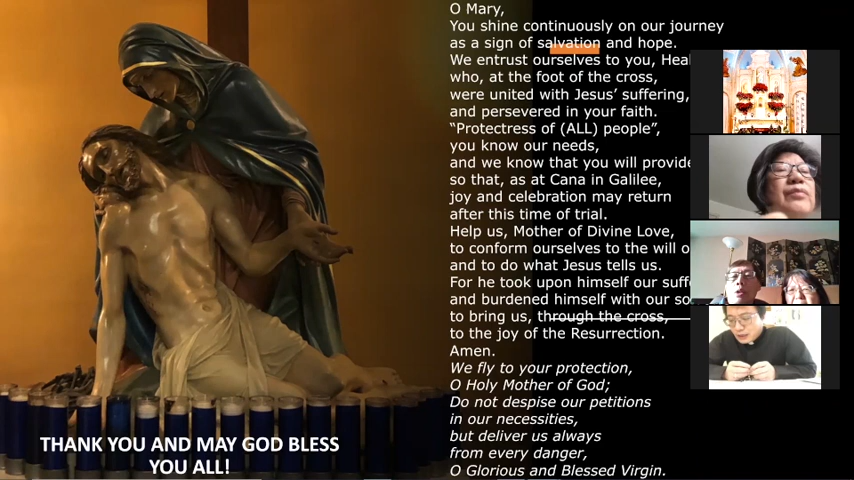 O Mary,
You shine continuously on our journey
as a sign of salvation and hope.
We entrust ourselves to you,
who, at the foot of the cross,
were united with Jesus’ suffering,
and persevered in your faith.
“Protectress of (ALL) people”,
you know our needs,
and we know that you will provide
so that, as at Cana in Galilee,
joy and celebration may return
after this time of trial.
Help us, Mother of Divine Love,
to conform ourselves to the will
and to do what Jesus tells us.
For he took upon himself our
and burdened himself with our
to bring us, through the cross,
to the joy of the Resurrection.
Amen.
We fly to your protection,
O Holy Mother of God;
Do not despise our petitions
in our necessities,
but deliver us always
from every danger,
O Glorious and Blessed Virgin.
THANK YOU AND MAY GOD BLESS
YOU ALL!